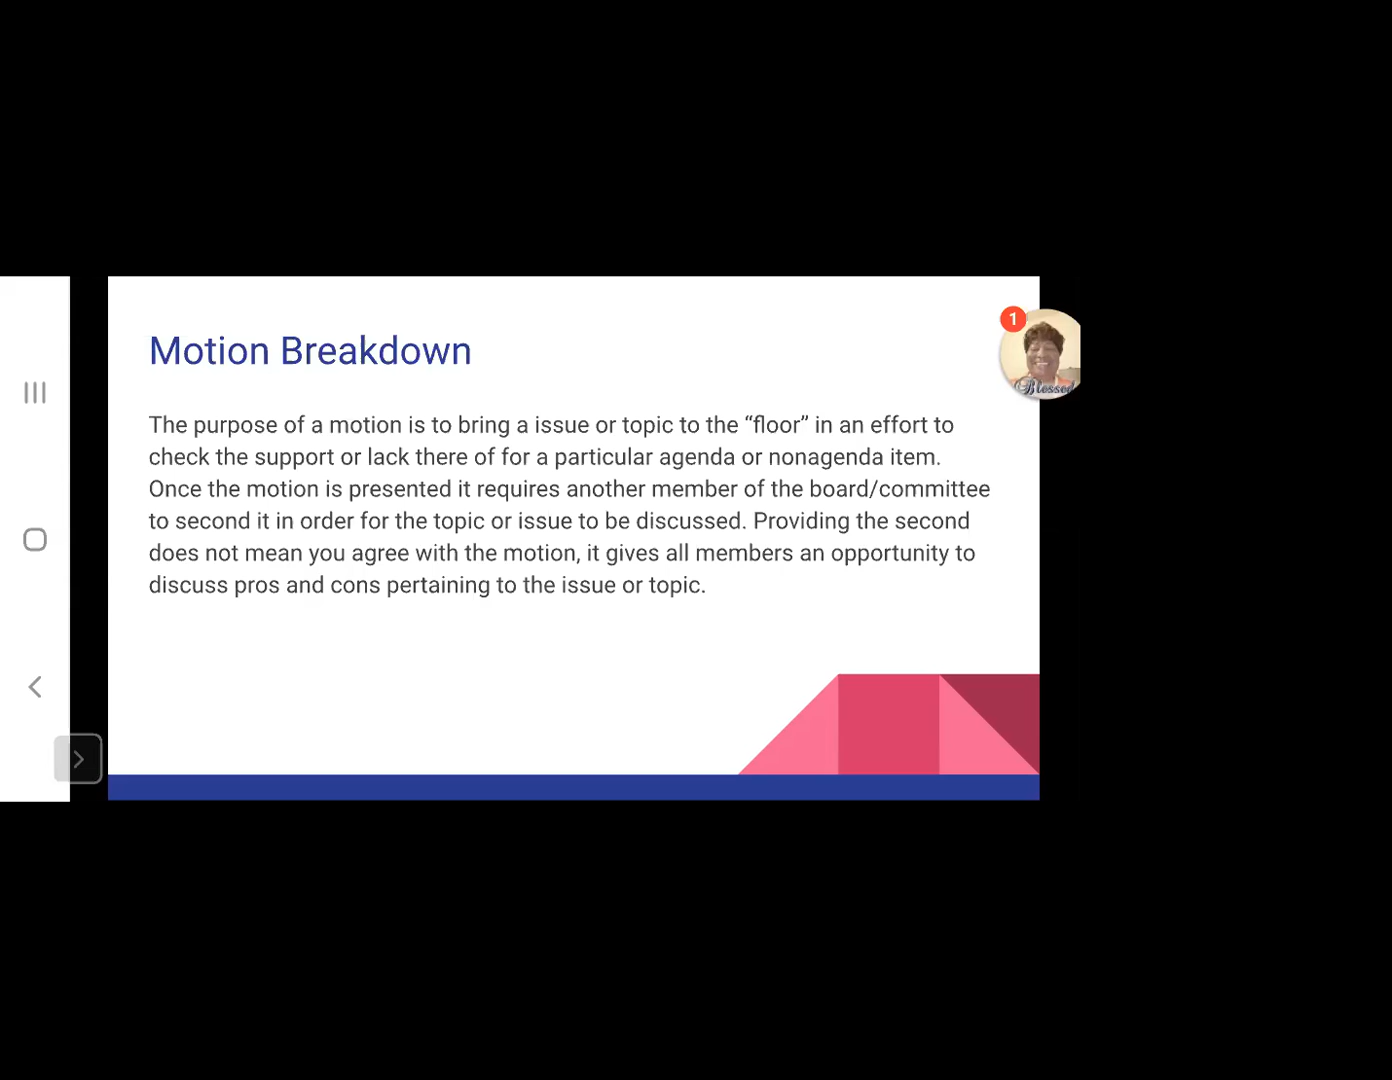 Motion Breakdown
1
Blessed
The purpose of a motion is to bring a issue or topic to the “floor” in an effort to
check the support or lack there of for a particular agenda or nonagenda item.
Once the motion is presented it requires another member of the board/committee
to second it in order for the topic or issue to be discussed. Providing the second
does not mean you agree with the motion, it gives all members an opportunity to
discuss pros and cons pertaining to the issue or topic.